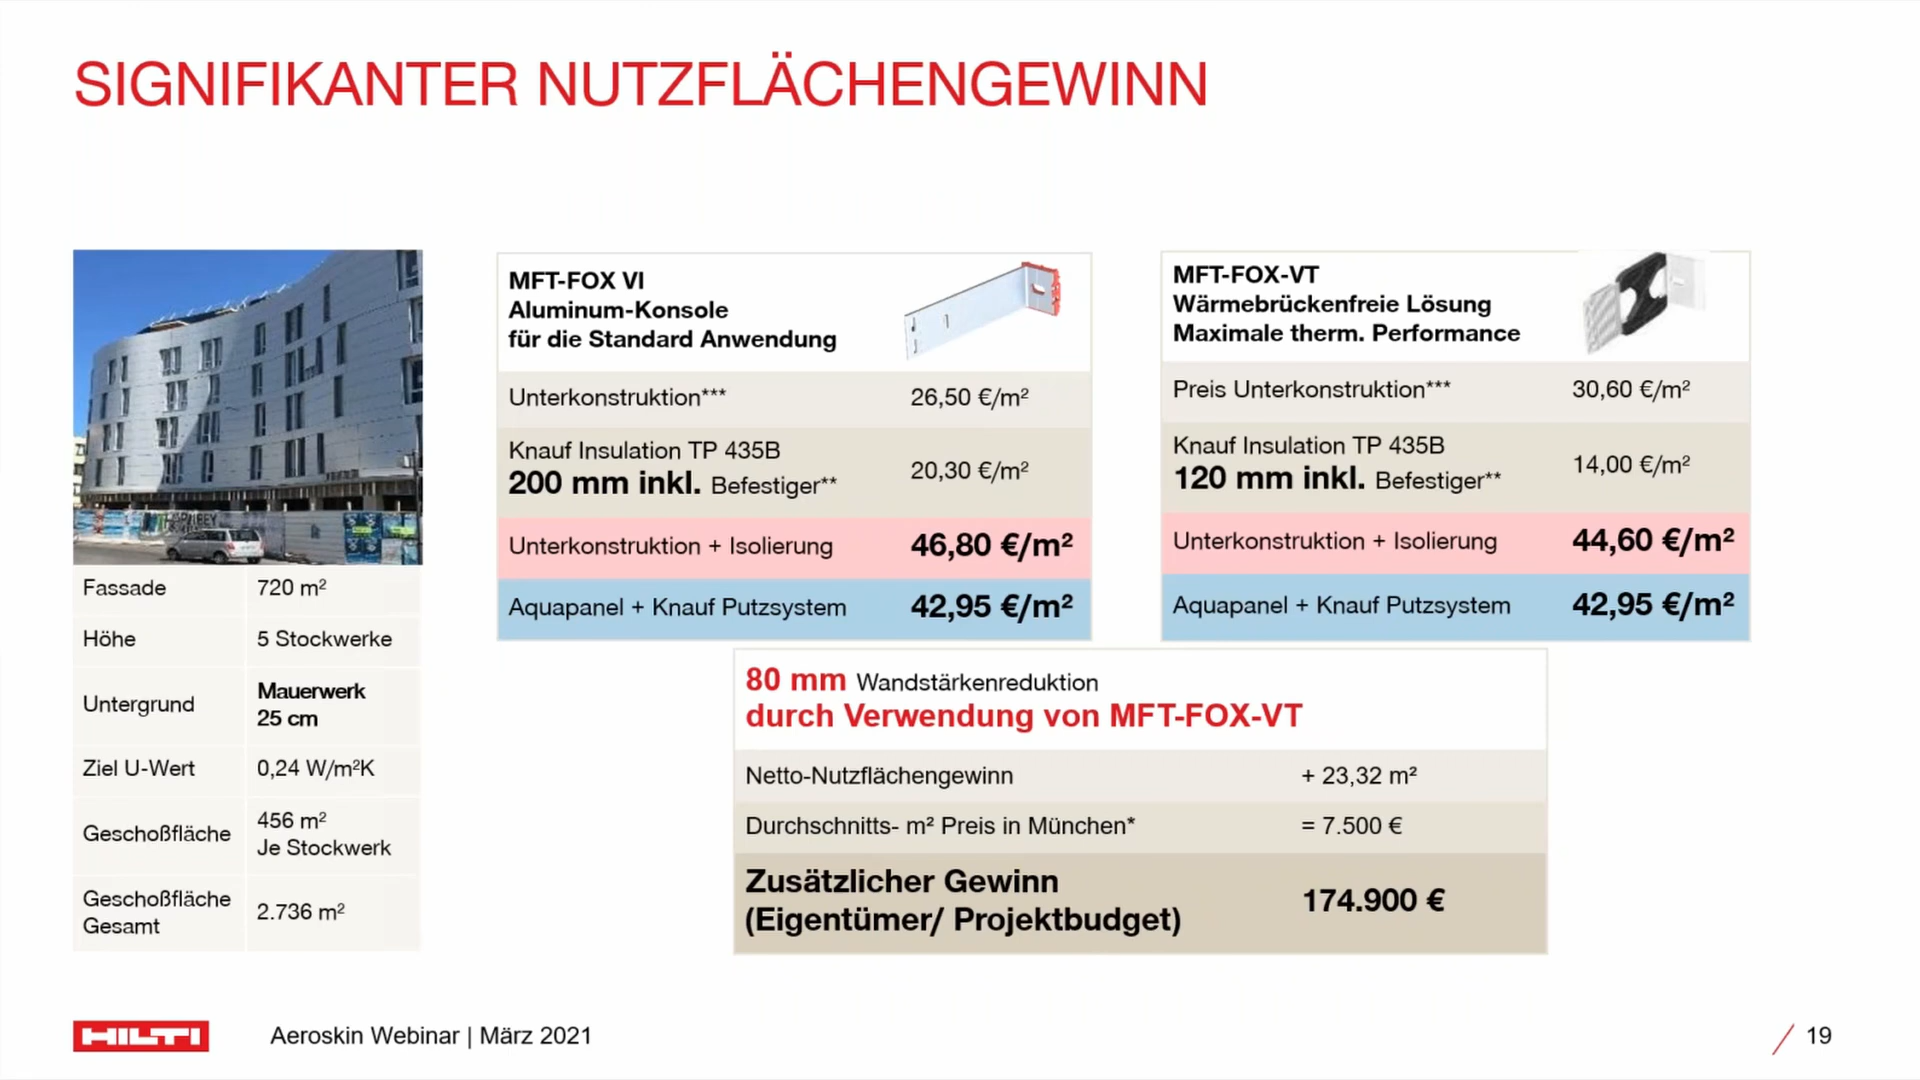 SIGNIFIKANTER NUTZFLÄCHENGEWINN
Fassade 720 m²
Höhe 5 Stockwerke
Untergrund Mauerwerk
25 cm
Ziel U-Wert 0,24 W/m²K
Geschoßfläche 456 m²
Je Stockwerk
Geschoßfläche
Gesamt 2.736 m²
MFT-FOX VI
Aluminum-Konsole
für die Standard Anwendung
Unterkonstruktion*** 26,50 €/m²
Knauf Insulation TP 435B
200 mm inkl. Befestiger** 20,30 €/m²
Unterkonstruktion + Isolierung 46,80 €/m²
Aquapanel + Knauf Putzsystem 42,95 €/m²
MFT-FOX-VT
Wärmebrückenfreie Lösung
Maximale therm. Performance
Preis Unterkonstruktion*** 30,60 €/m²
Knauf Insulation TP 435B
120 mm inkl. Befestiger** 14,00 €/m²
Unterkonstruktion + Isolierung 44,60 €/m²
Aquapanel + Knauf Putzsystem 42,95 €/m²
80 mm Wandstärkenreduktion
durch Verwendung von MFT-FOX-VT
Netto-Nutzflächengewinn + 23,32 m²
Durchschnitts- m² Preis in München* = 7.500 €
Zusätzlicher Gewinn
(Eigentümer/ Projektbudget) 174.900 €
HILTI
Aeroskin Webinar | März 2021
/ 19